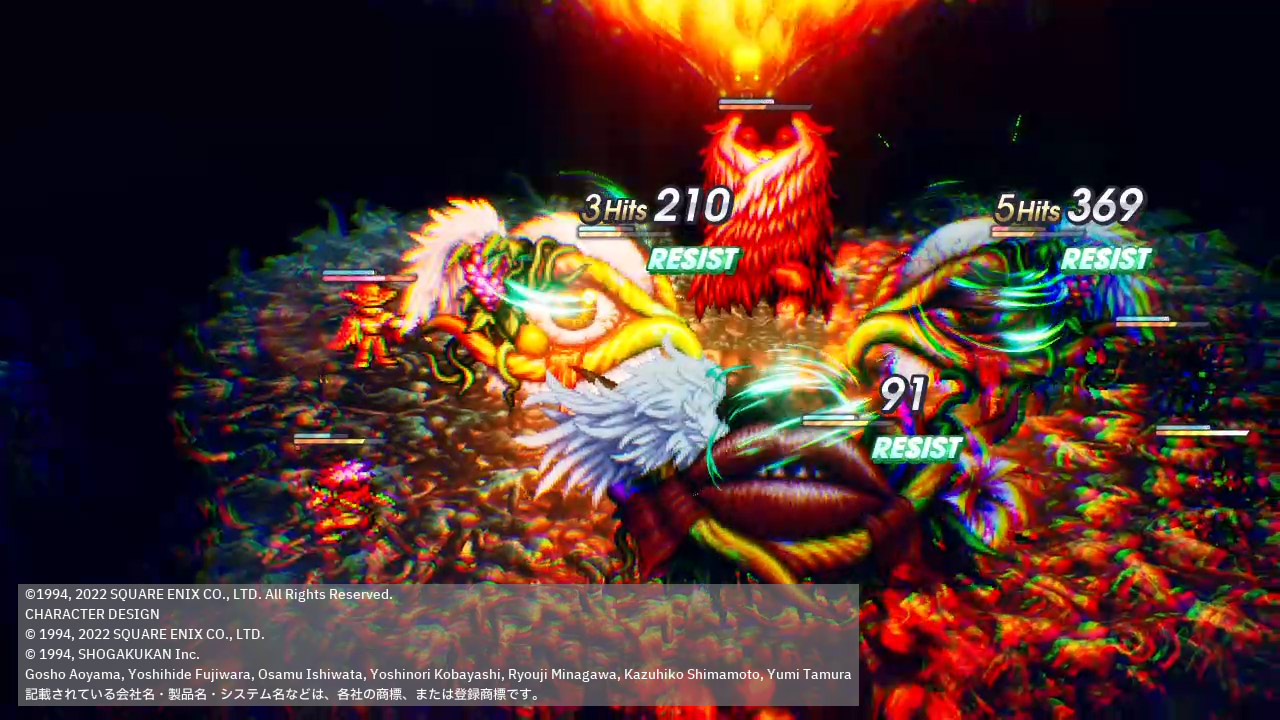 3Hits 210
RESIST
5Hits 369
RESIST
91
RESIST
©1994, 2022 SQUARE ENIX CO., LTD. All Rights Reserved.
CHARACTER DESIGN
© 1994, 2022 SQUARE ENIX CO., LTD.
© 1994, SHOGAKUKAN Inc.
Gosho Aoyama, Yoshihide Fujiwara, Osamu Ishiwata, Yoshinori Kobayashi, Ryouji Minagawa, Kazuhiko Shimamoto, Yumi Tamura
記載されている会社名・製品名・システム名などは、各社の商標、または登録商標です。